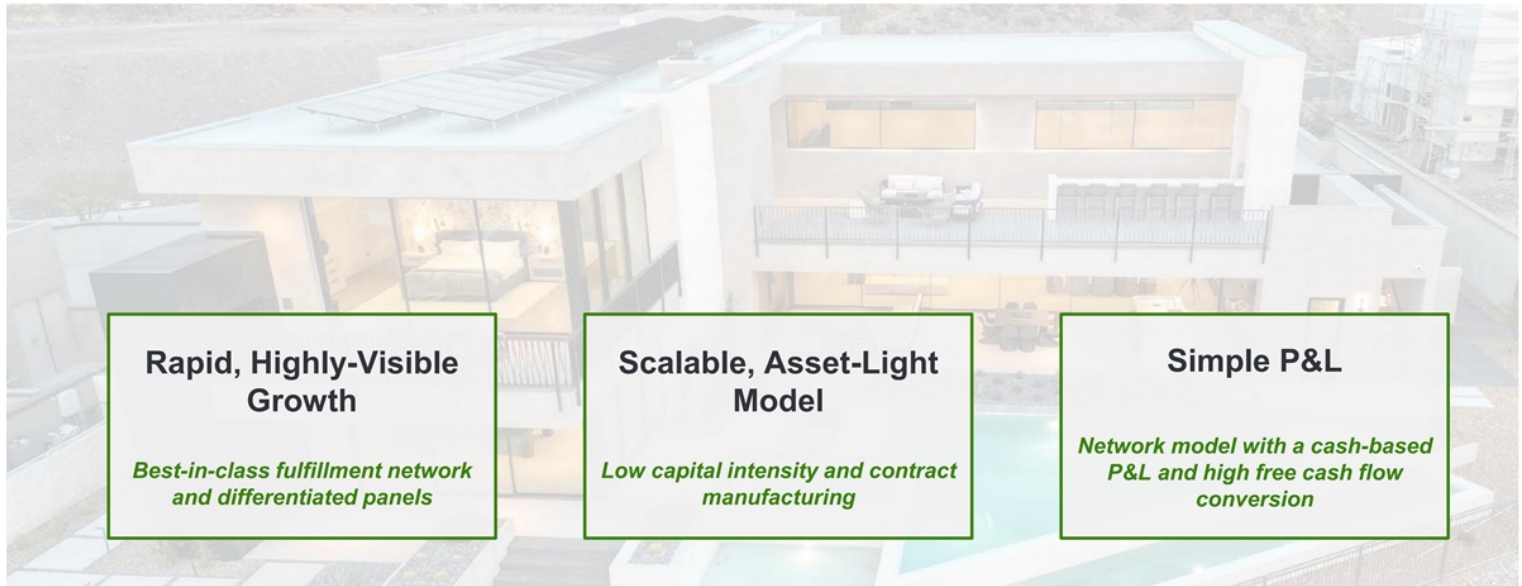 Rapid, Highly-Visible
Growth
Best-in-class fulfillment network
and differentiated panels
Scalable, Asset-Light
Model
Low capital intensity and contract
manufacturing
Simple P&L
Network model with a cash-based
P&L and high free cash flow
conversion